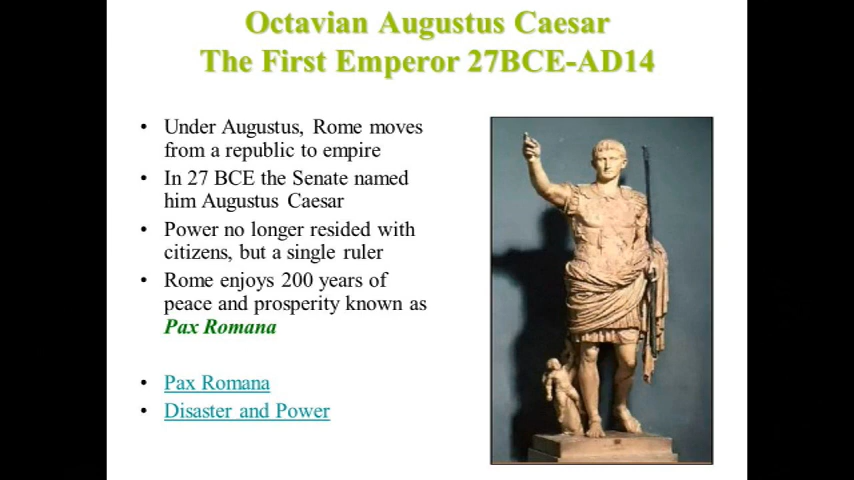 Octavian Augustus Caesar
The First Emperor 27BCE-AD14
• Under Augustus, Rome moves
from a republic to empire
• In 27 BCE the Senate named
him Augustus Caesar
• Power no longer resided with
citizens, but a single ruler
• Rome enjoys 200 years of
peace and prosperity known as
Pax Romana
• Pax Romana
• Disaster and Power